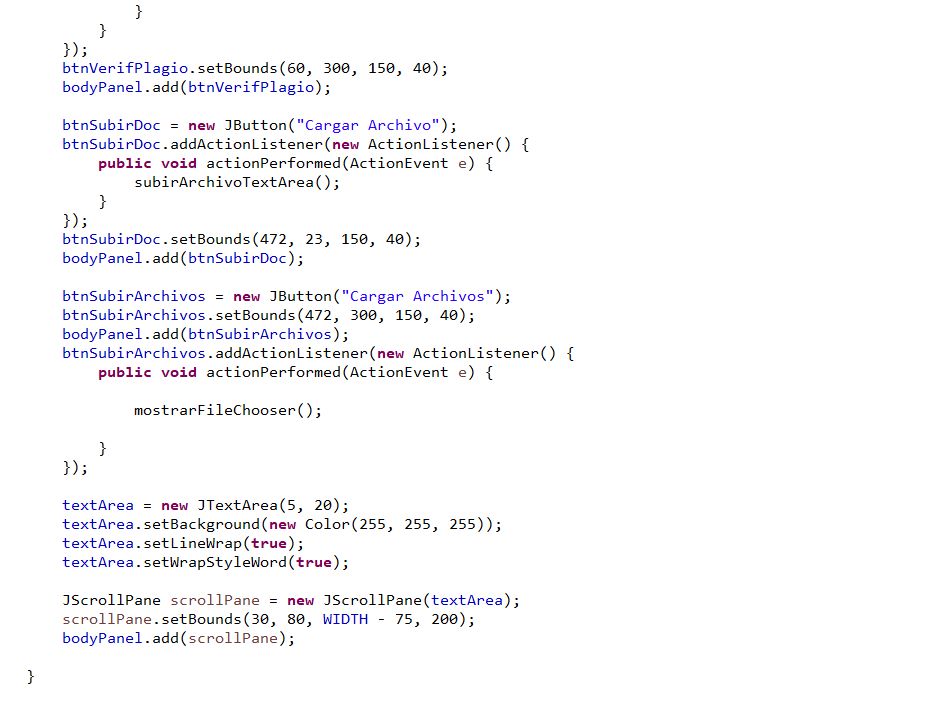 }
        }
    });
    btnVerifPlagio.setBounds(60, 300, 150, 40);
    bodyPanel.add(btnVerifPlagio);

    btnSubirDoc = new JButton("Cargar Archivo");
    btnSubirDoc.addActionListener(new ActionListener() {
        public void actionPerformed(ActionEvent e) {
            subirArchivoTextArea();
        }
    });
    btnSubirDoc.setBounds(472, 23, 150, 40);
    bodyPanel.add(btnSubirDoc);

    btnSubirArchivos = new JButton("Cargar Archivos");
    btnSubirArchivos.setBounds(472, 300, 150, 40);
    bodyPanel.add(btnSubirArchivos);
    btnSubirArchivos.addActionListener(new ActionListener() {
        public void actionPerformed(ActionEvent e) {

            mostrarFileChooser();

        }
    });

    textArea = new JTextArea(5, 20);
    textArea.setBackground(new Color(255, 255, 255));
    textArea.setLineWrap(true);
    textArea.setWrapStyleWord(true);

    JScrollPane scrollPane = new JScrollPane(textArea);
    scrollPane.setBounds(30, 80, WIDTH - 75, 200);
    bodyPanel.add(scrollPane);

}